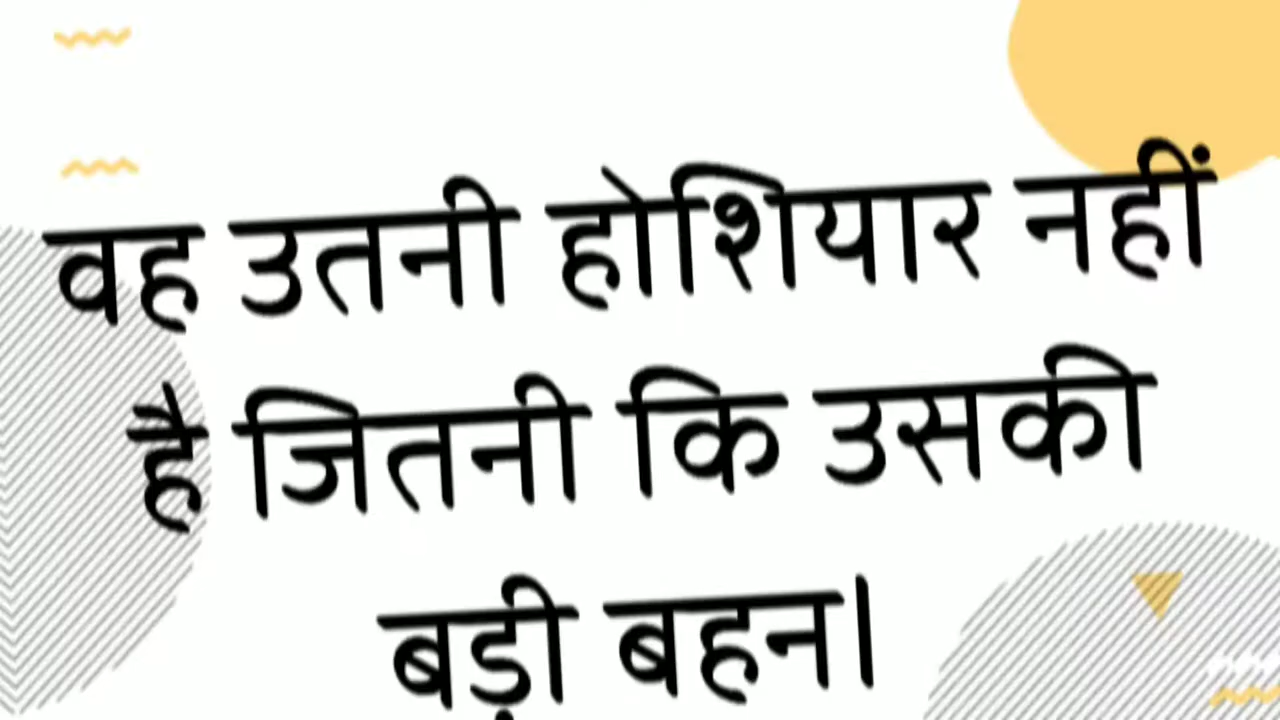 वह उतनी होशियार नहीं
है जितनी कि उसकी
बड़ी बहन।